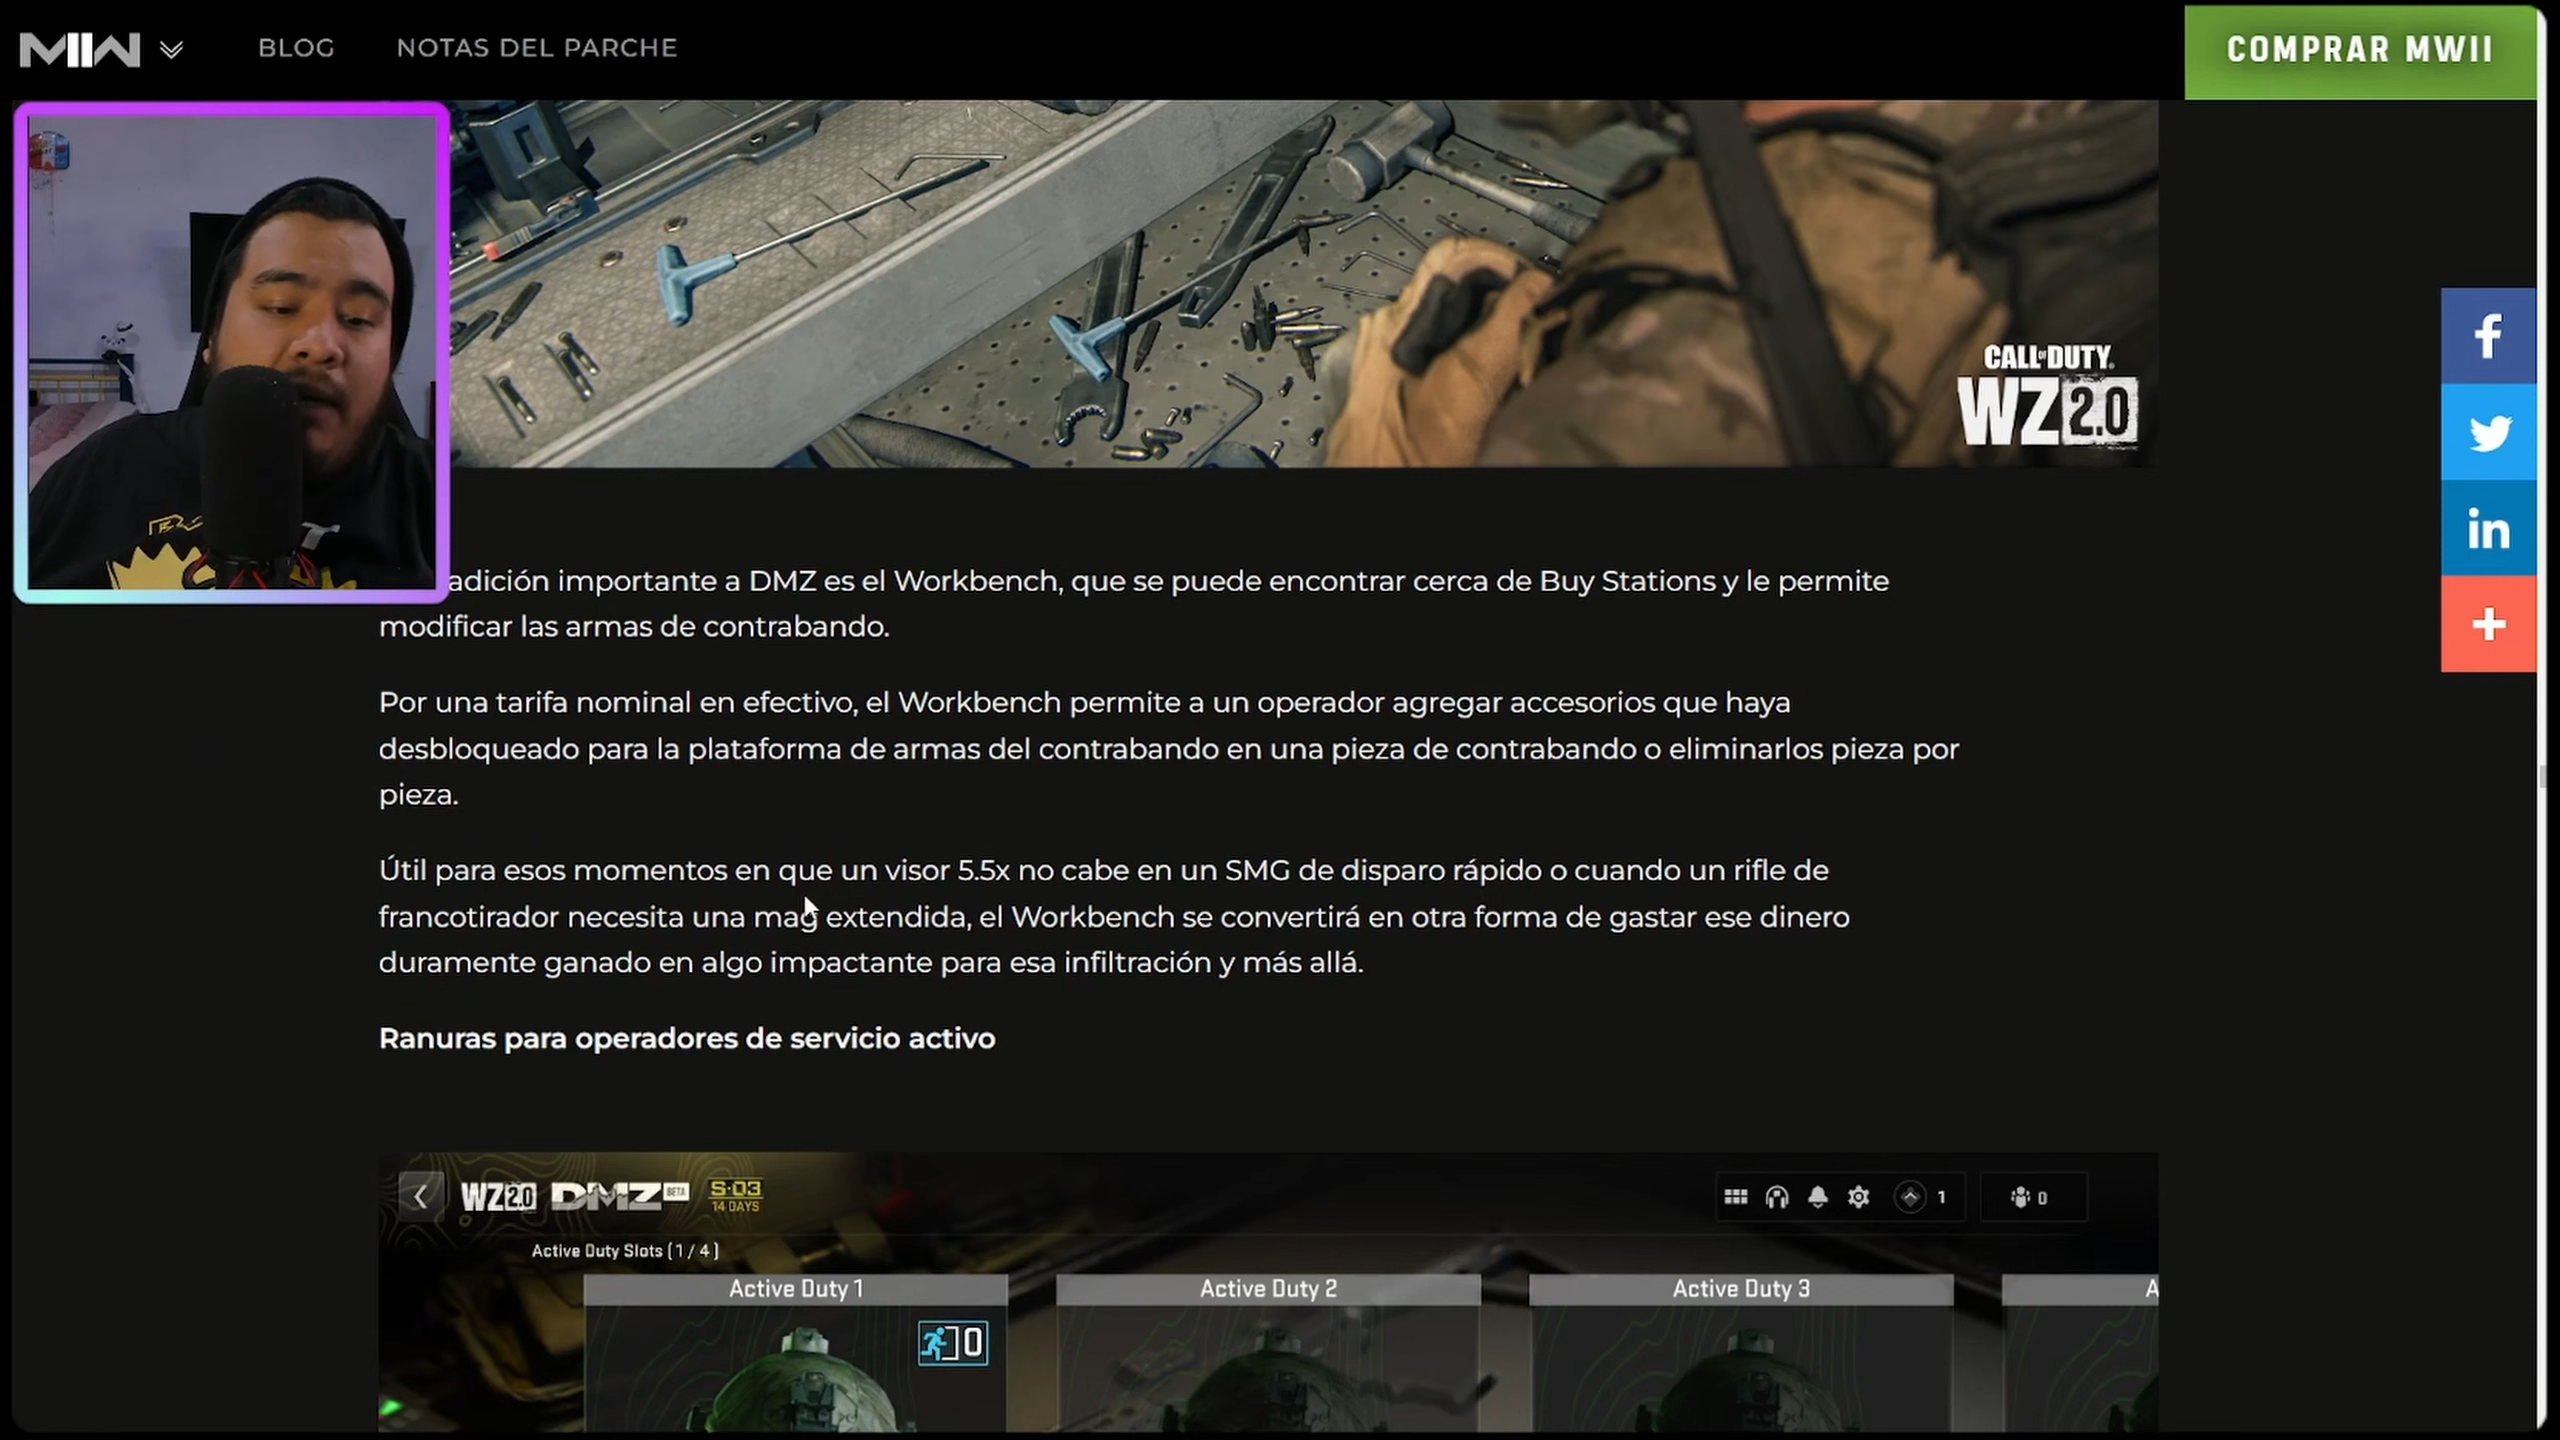 MIIW
BLOG
NOTAS DEL PARCHE
COMPRAR MWII
CALL OF DUTY
WZ 2.0
adición importante a DMZ es el Workbench, que se puede encontrar cerca de Buy Stations y le permite
modificar las armas de contrabando.
Por una tarifa nominal en efectivo, el Workbench permite a un operador agregar accesorios que haya
desbloqueado para la plataforma de armas del contrabando en una pieza de contrabando o eliminarlos pieza por
pieza.
Útil para esos momentos en que un visor 5.5x no cabe en un SMG de disparo rápido o cuando un rifle de
francotirador necesita una mag extendida, el Workbench se convertirá en otra forma de gastar ese dinero
duramente ganado en algo impactante para esa infiltración y más allá.
Ranuras para operadores de servicio activo
WZ 2.0 DMZ BETA S·03
14 DAYS
1
0
Active Duty Slots (1/4)
Active Duty 1
Active Duty 2
Active Duty 3
A
0